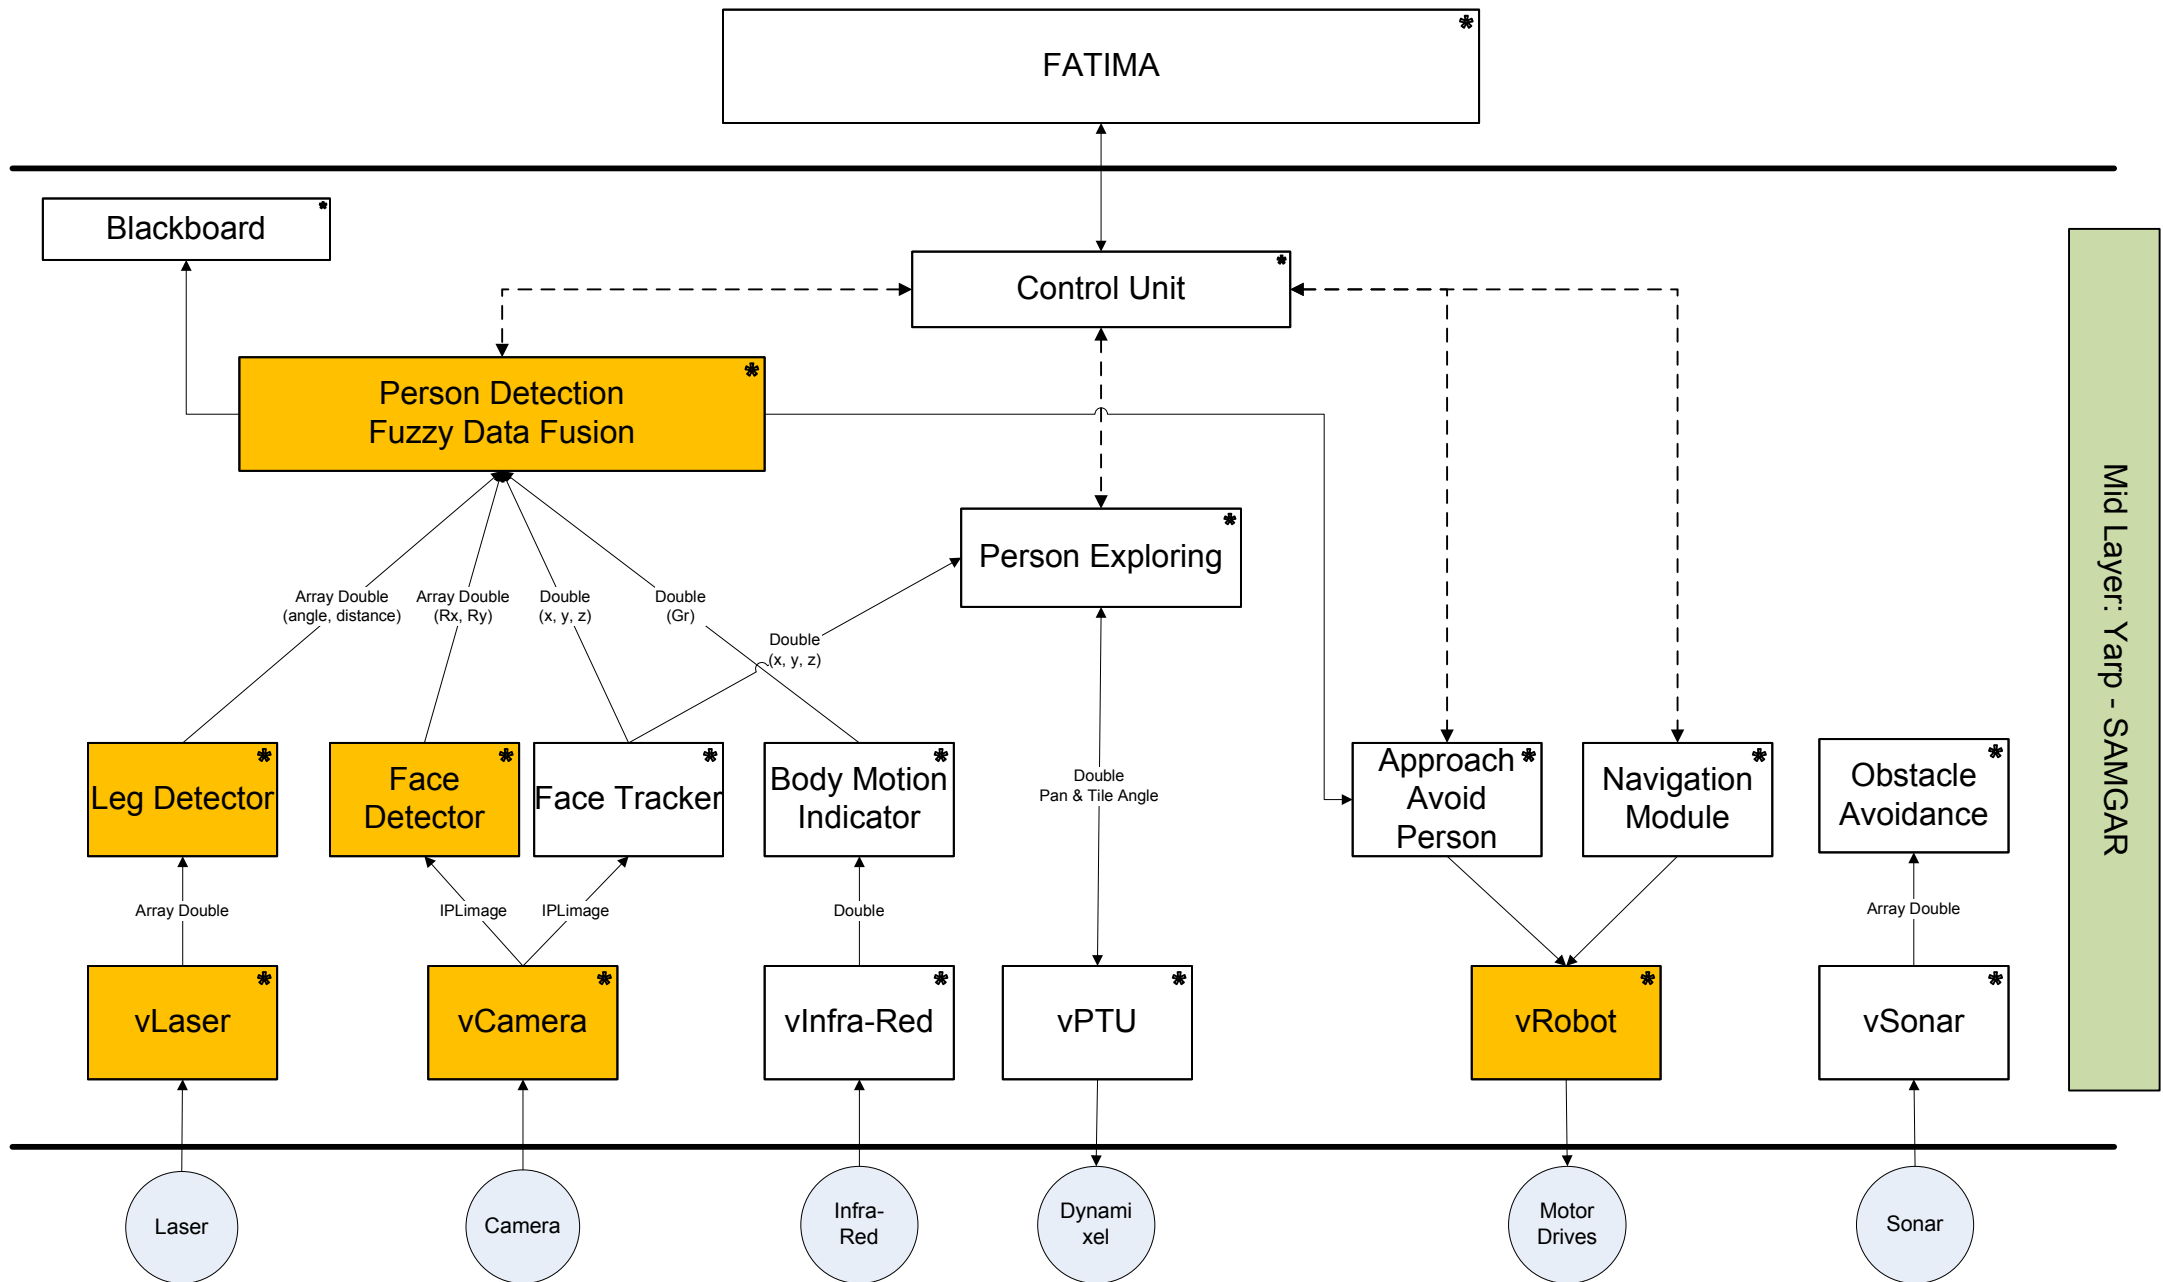 *
FATIMA
*
Blackboard
*
Control Unit
*
Person Detection
Fuzzy Data Fusion
*
Person Exploring
Array Double
(angle, distance)
Array Double
(Rx, Ry)
Double
(x, y, z)
Double
(Gr)
Double
(x, y, z)
Double
Pan & Tile Angle
*
Leg Detector
*
Face
Detector
*
Face Tracker
*
Body Motion
Indicator
*
Approach
Avoid
Person
*
Navigation
Module
*
Obstacle
Avoidance
Array Double
IPLimage
IPLimage
Double
Array Double
*
vLaser
*
vCamera
*
vInfra-Red
*
vPTU
*
vRobot
*
vSonar
Mid Layer: Yarp - SAMGAR
Laser
Camera
Infra-
Red
Dynami
xel
Motor
Drives
Sonar